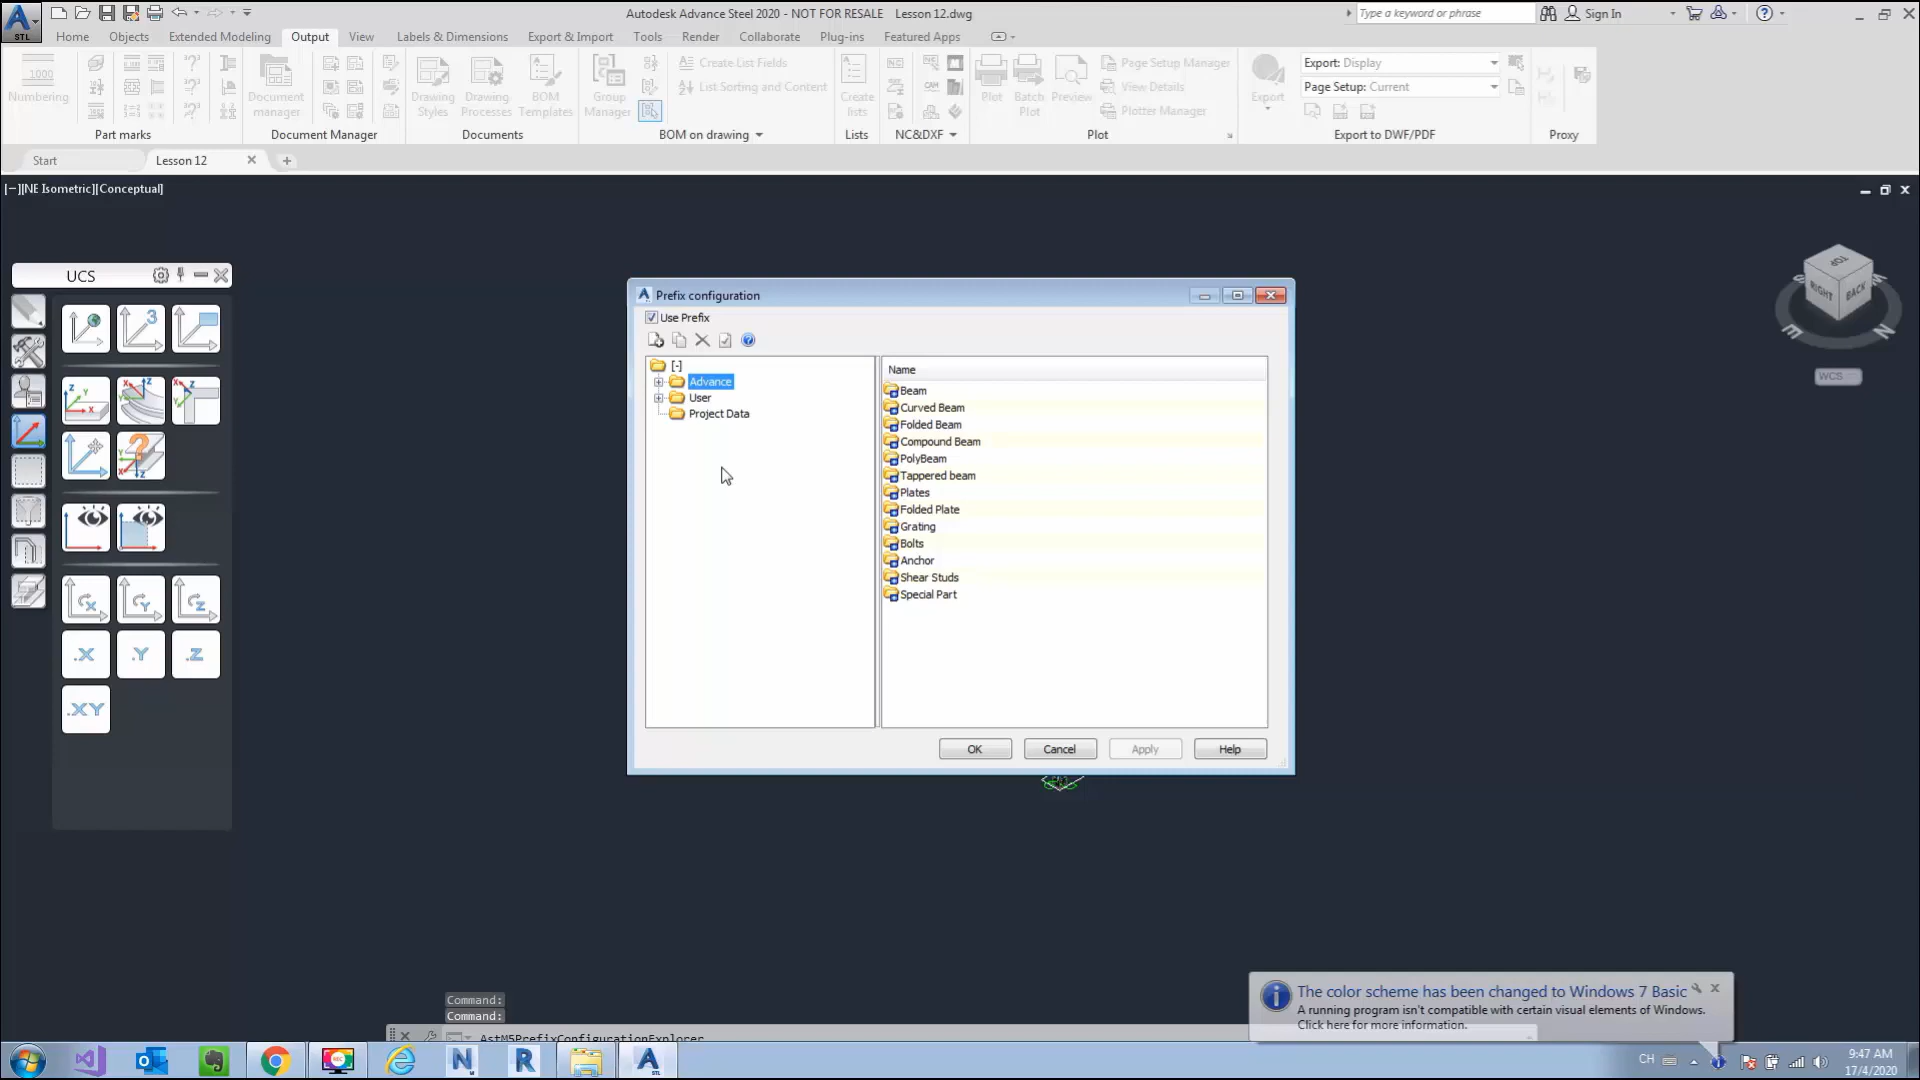 Autodesk Advance Steel 2020 - NOT FOR RESALE Lesson 12.dwg
Type a keyword or phrase
Sign In
STL
Home Objects Extended Modeling Output View Labels & Dimensions Export & Import Tools Render Collaborate Plug-ins Featured Apps
1000
Numbering
Document manager
Drawing Styles
Drawing Processes
BOM Templates
Group Manager
Create List Fields
List Sorting and Content
Create lists
Plot
Batch Plot
Preview
Page Setup Manager
View Details
Plotter Manager
Export
Export: Display
Page Setup: Current
Part marks
Document Manager
Documents
BOM on drawing
Lists
NC&DXF
Plot
Export to DWF/PDF
Proxy
Start
Lesson 12
[−][NE Isometric][Conceptual]
TOP
RIGHT
BACK
WCS
UCS
3
.X
.Y
.Z
.XY
Prefix configuration
Use Prefix
[-]
Advance
User
Project Data
Name
Beam
Curved Beam
Folded Beam
Compound Beam
PolyBeam
Tappered beam
Plates
Folded Plate
Grating
Bolts
Anchor
Shear Studs
Special Part
OK
Cancel
Apply
Help
Command:
Command:
AstM5PrefixConfigurationExplorer
The color scheme has been changed to Windows 7 Basic
A running program isn't compatible with certain visual elements of Windows.
Click here for more information.
CH
9:47 AM
17/4/2020